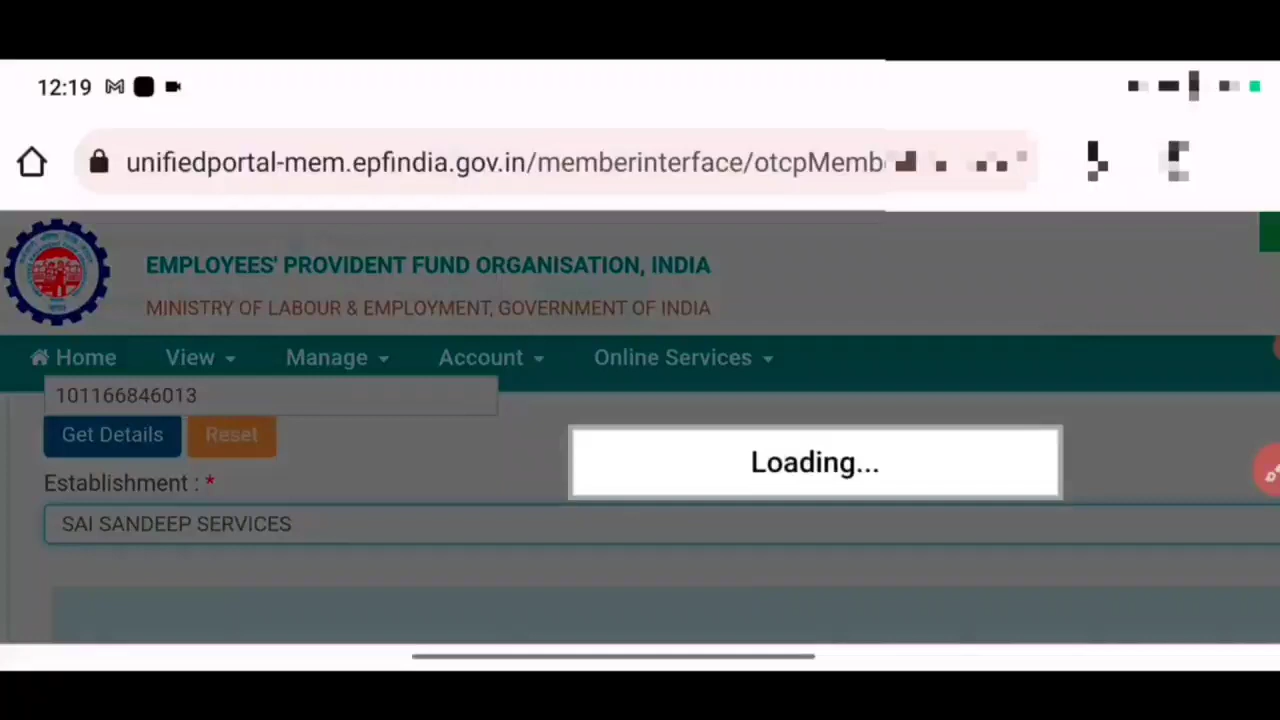 12:19
unifiedportal-mem.epfindia.gov.in/memberinterface/otcpMemb
EMPLOYEES' PROVIDENT FUND ORGANISATION, INDIA
MINISTRY OF LABOUR & EMPLOYMENT, GOVERNMENT OF INDIA
Home View Manage Account Online Services
101166846013
Get Details Reset
Loading...
Establishment : *
SAI SANDEEP SERVICES